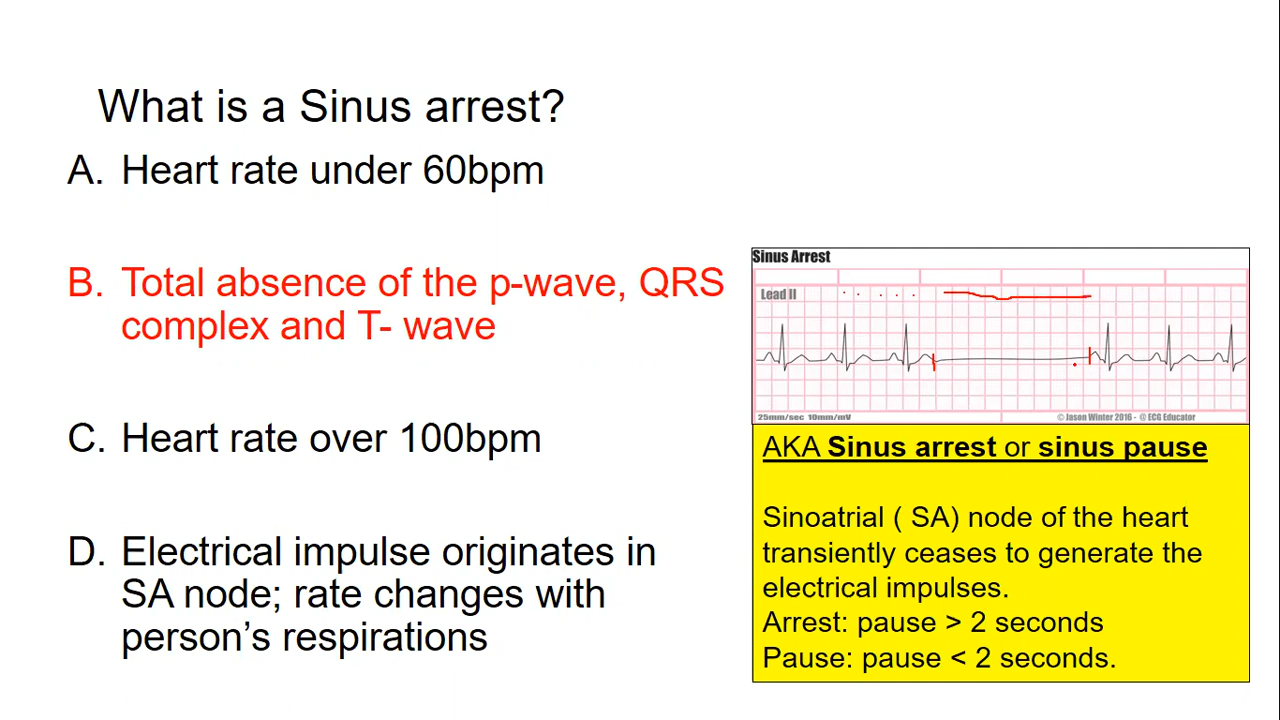 What is a Sinus arrest?
A. Heart rate under 60bpm
B. Total absence of the p-wave, QRS
complex and T- wave
C. Heart rate over 100bpm
D. Electrical impulse originates in
SA node; rate changes with
person’s respirations
Sinus Arrest
Lead II
25mm/sec 10mm/mV
© Jason Winter 2016 - @ ECG Educator
AKA Sinus arrest or sinus pause
Sinoatrial ( SA) node of the heart
transiently ceases to generate the
electrical impulses.
Arrest: pause > 2 seconds
Pause: pause < 2 seconds.